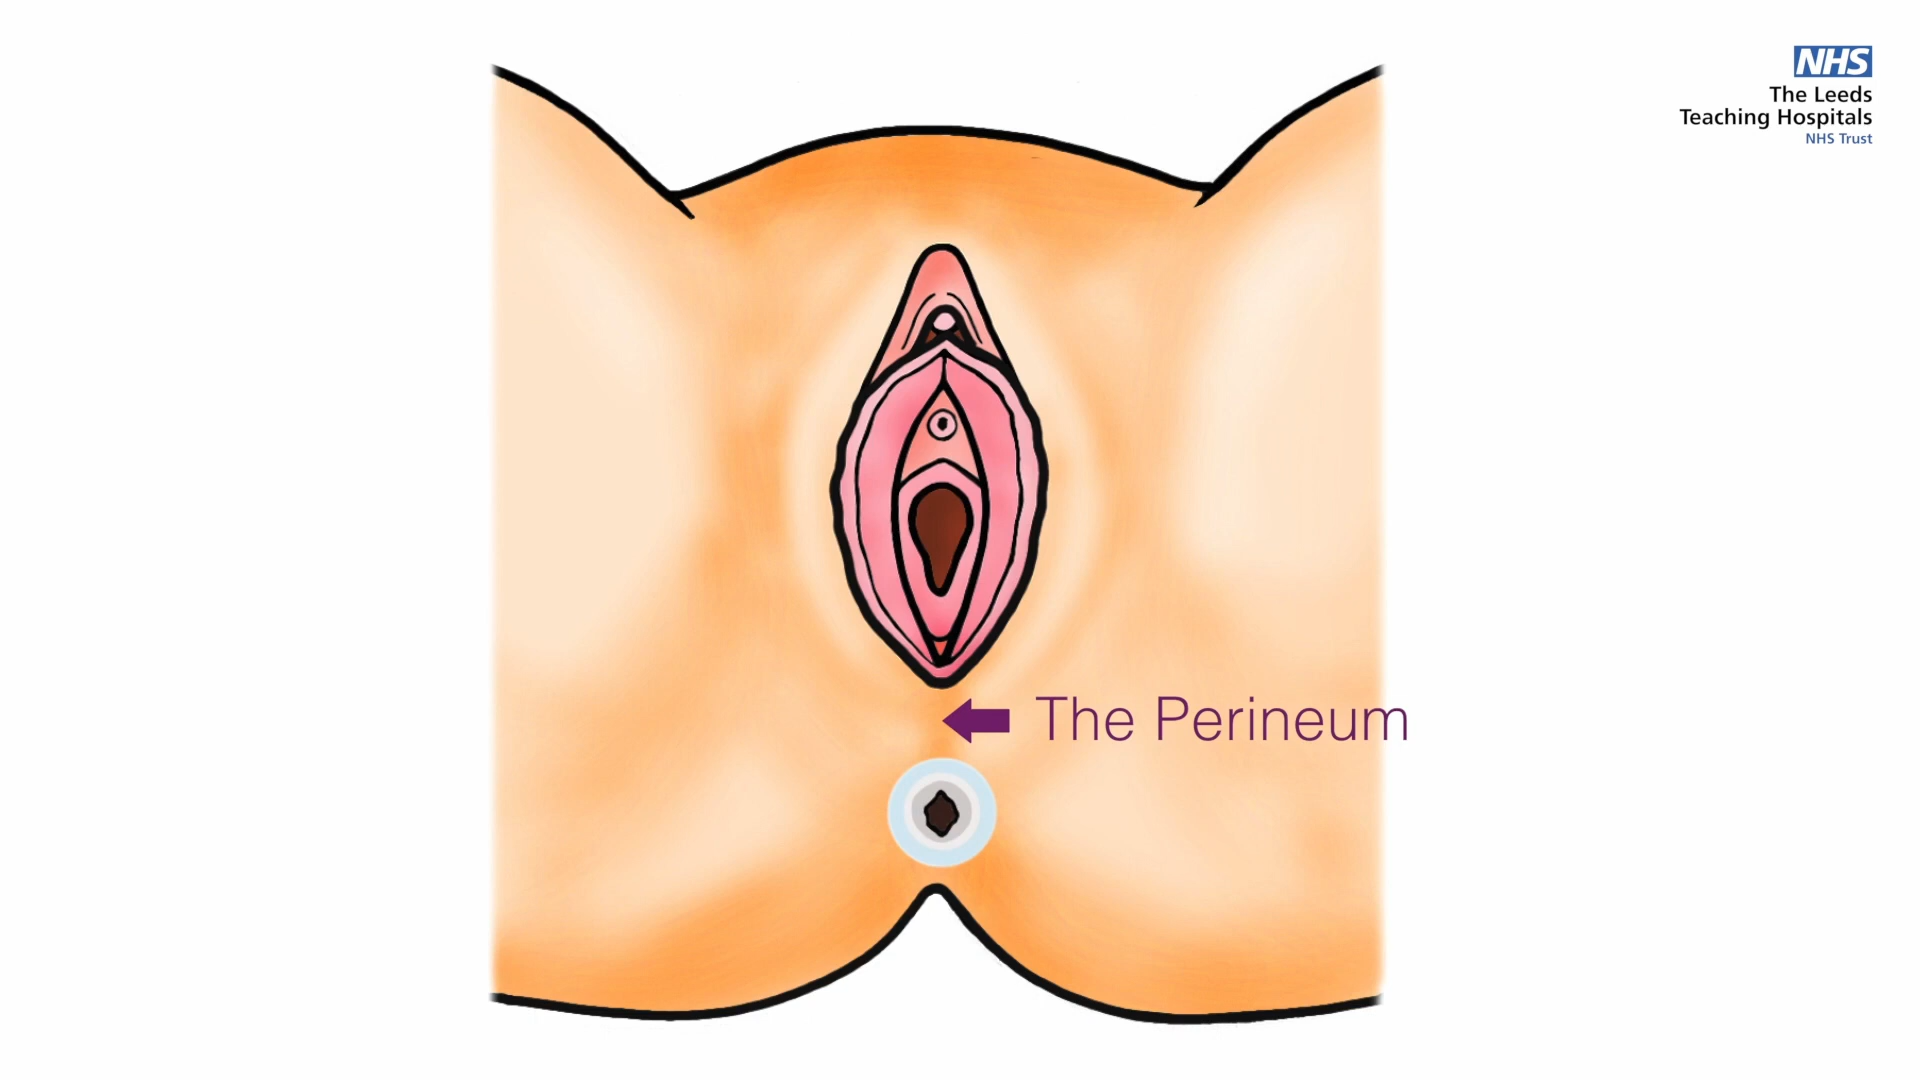 NHS
The Leeds
Teaching Hospitals
NHS Trust
The Perineum